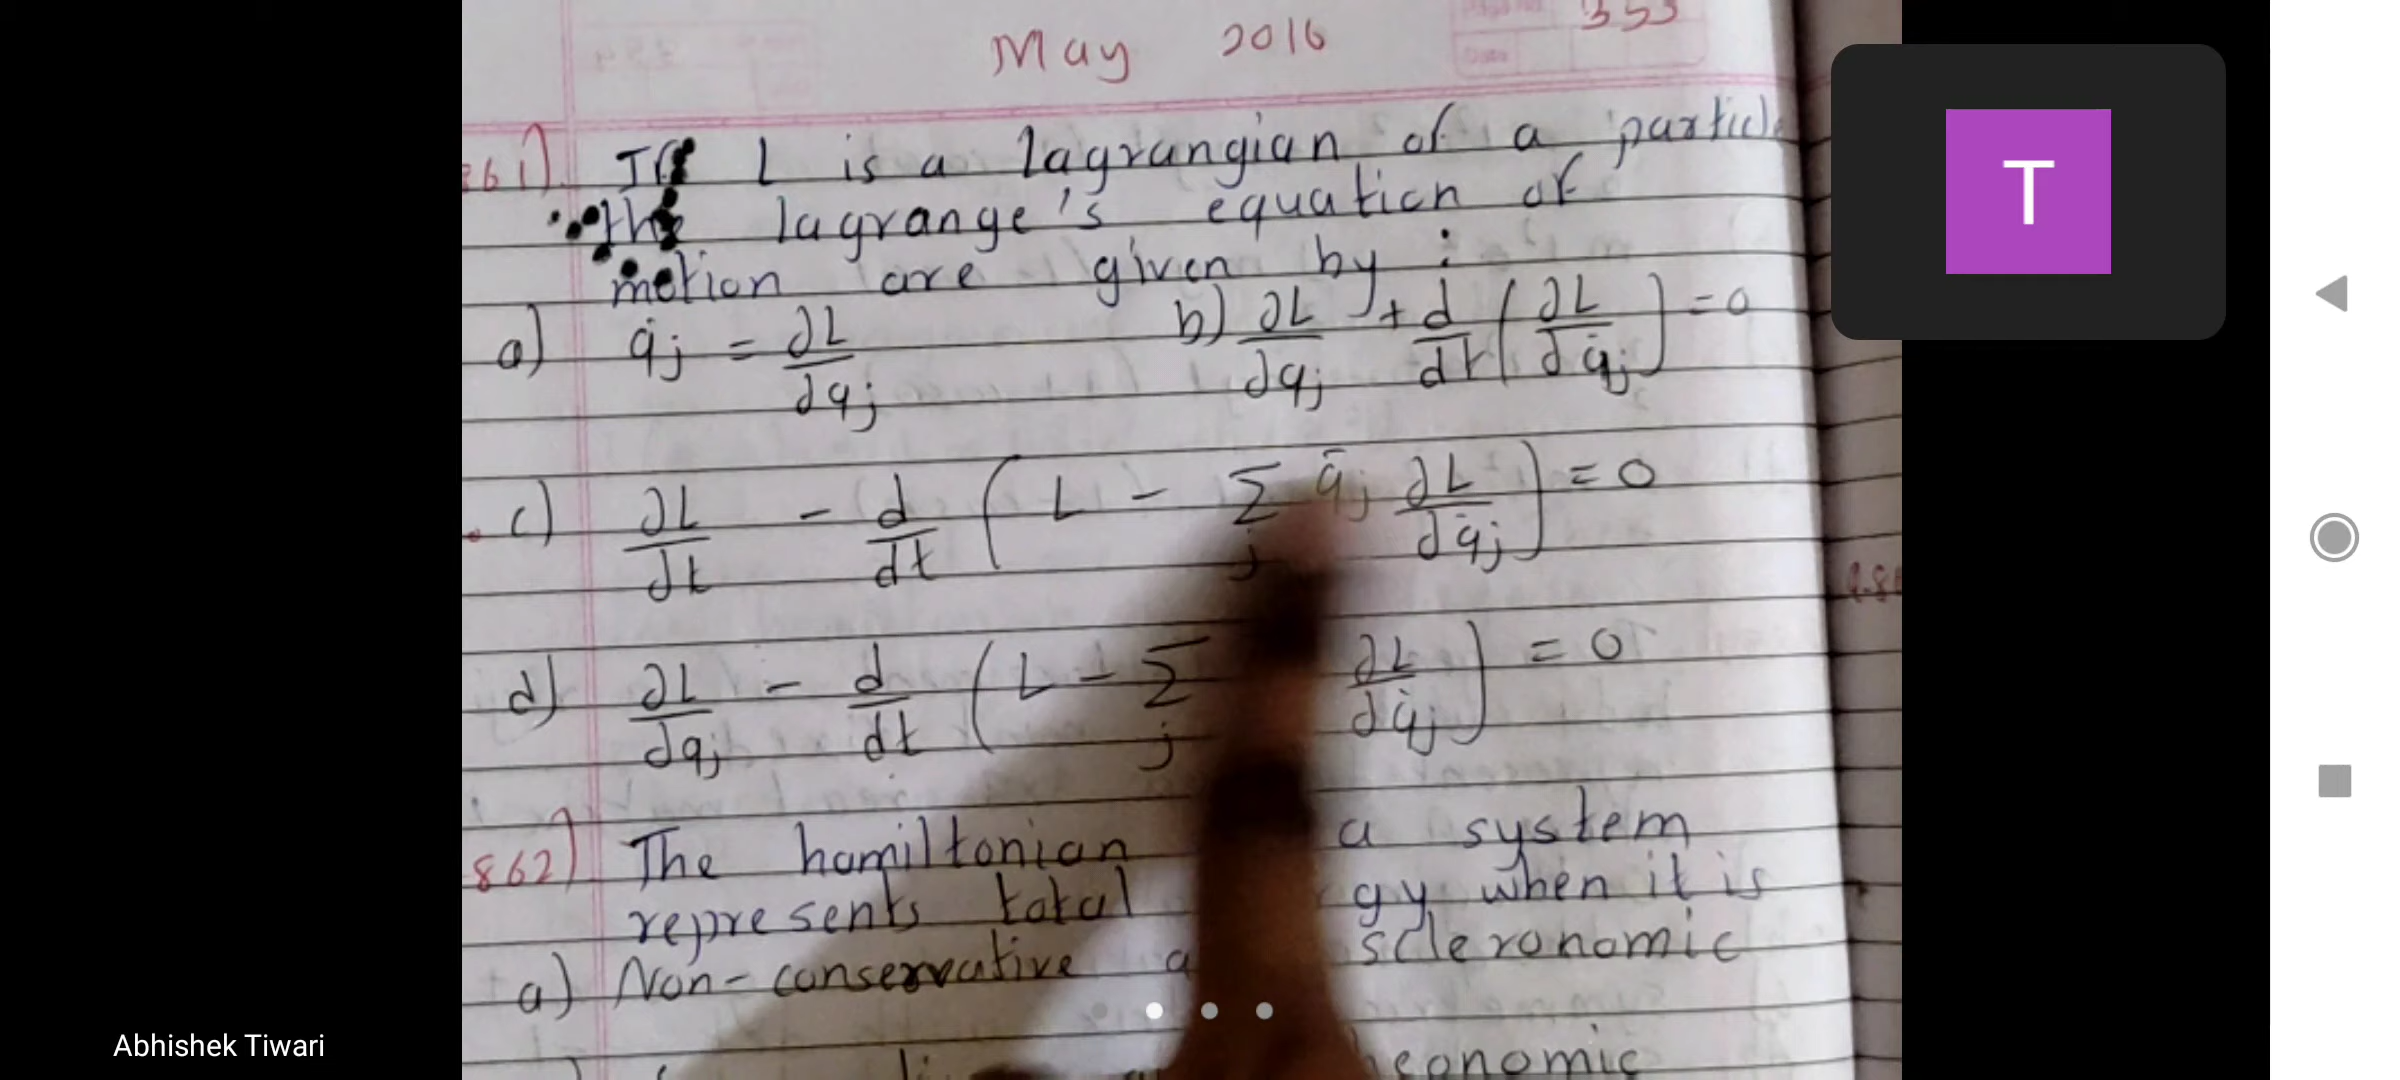 May 2016
353
861). If L is a lagrangian of a particle
the lagrange's equation of
motion are given by :
a) q̇j = ∂L/∂qj b) ∂L/∂qj + d/dt (∂L/∂q̇j) = 0
c) ∂L/∂t - d/dt (L - Σj q̇j ∂L/∂q̇j) = 0
d) ∂L/∂qj - d/dt (L - Σj ∂L/∂q̇j) = 0
862) The hamiltonian a system
represents total gy when it is
a) Non-conservative scleronomic
T
Abhishek Tiwari